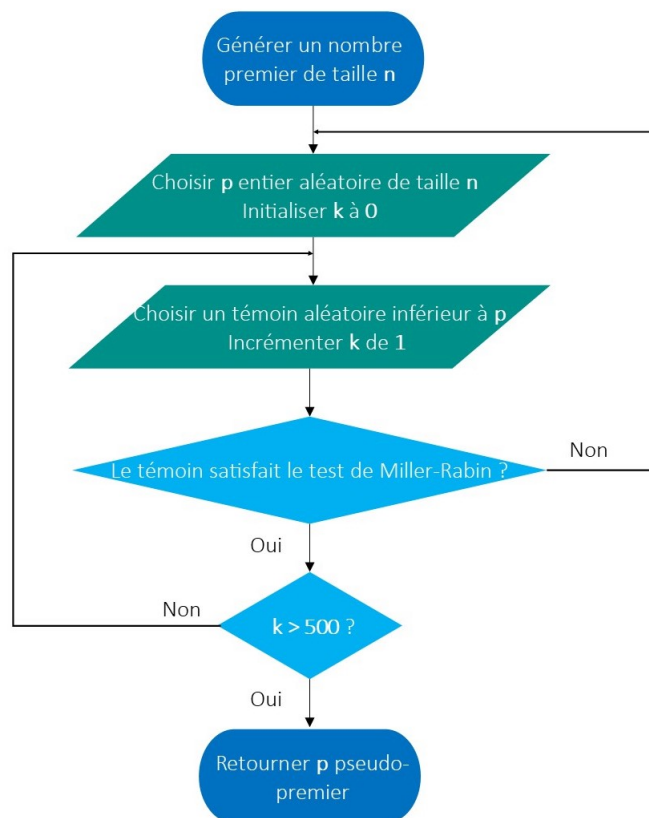 Générer un nombre
premier de taille n
Choisir p entier aléatoire de taille n
Initialiser k à 0
Choisir un témoin aléatoire inférieur à p
Incrémenter k de 1
Le témoin satisfait le test de Miller-Rabin ?
Non
Oui
Non
k > 500 ?
Oui
Retourner p pseudo-
premier